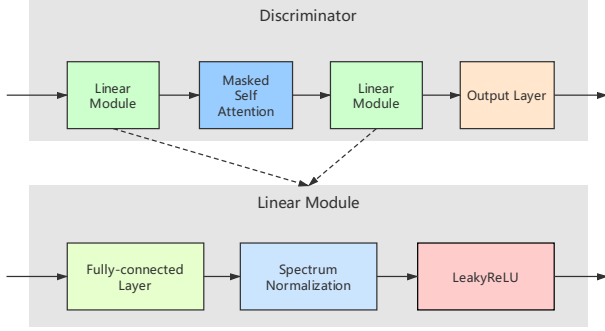 Discriminator
Linear
Module
Masked
Self
Attention
Linear
Module
Output Layer
Linear Module
Fully-connected
Layer
Spectrum
Normalization
LeakyReLU